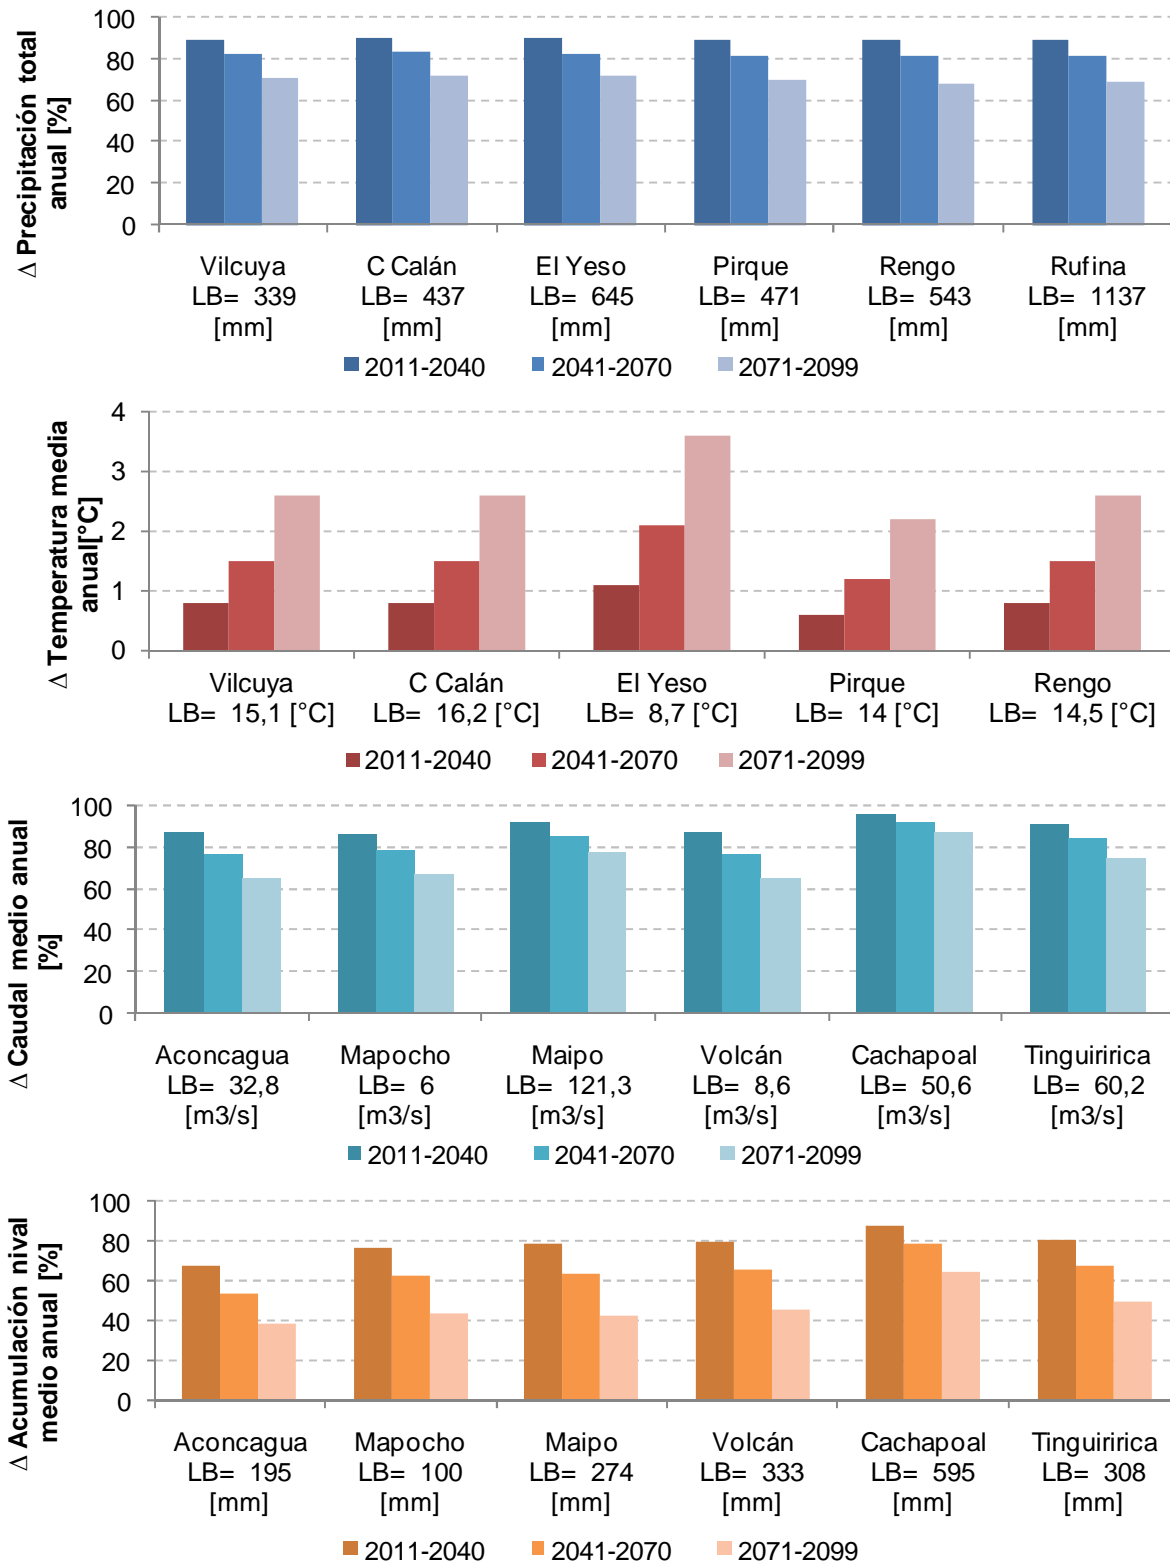 Δ Precipitación total
anual [%]
100
80
60
40
20
0
Vilcuya
LB= 339
[mm]
C Calán
LB= 437
[mm]
El Yeso
LB= 645
[mm]
Pirque
LB= 471
[mm]
Rengo
LB= 543
[mm]
Rufina
LB= 1137
[mm]
2011-2040 2041-2070 2071-2099
Δ Temperatura media
anual[°C]
4
3
2
1
0
Vilcuya
LB= 15,1 [°C]
C Calán
LB= 16,2 [°C]
El Yeso
LB= 8,7 [°C]
Pirque
LB= 14 [°C]
Rengo
LB= 14,5 [°C]
2011-2040 2041-2070 2071-2099
Δ Caudal medio anual
[%]
100
80
60
40
20
0
Aconcagua
LB= 32,8
[m3/s]
Mapocho
LB= 6
[m3/s]
Maipo
LB= 121,3
[m3/s]
Volcán
LB= 8,6
[m3/s]
Cachapoal
LB= 50,6
[m3/s]
Tinguiririca
LB= 60,2
[m3/s]
2011-2040 2041-2070 2071-2099
Δ Acumulación nival
medio anual [%]
100
80
60
40
20
0
Aconcagua
LB= 195
[mm]
Mapocho
LB= 100
[mm]
Maipo
LB= 274
[mm]
Volcán
LB= 333
[mm]
Cachapoal
LB= 595
[mm]
Tinguiririca
LB= 308
[mm]
2011-2040 2041-2070 2071-2099